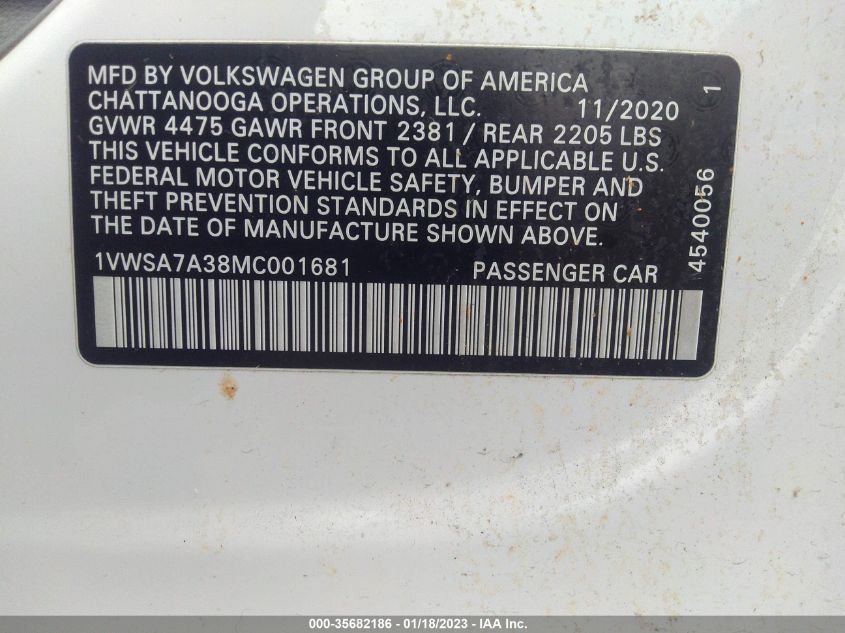 MFD BY VOLKSWAGEN GROUP OF AMERICA
CHATTANOOGA OPERATIONS, LLC. 11/2020
GVWR 4475 GAWR FRONT 2381 / REAR 2205 LBS
THIS VEHICLE CONFORMS TO ALL APPLICABLE U.S.
FEDERAL MOTOR VEHICLE SAFETY, BUMPER AND
THEFT PREVENTION STANDARDS IN EFFECT ON
THE DATE OF MANUFACTURE SHOWN ABOVE.
1VWSA7A38MC001681 PASSENGER CAR
4540056 1
000-35682186 - 01/18/2023 - IAA Inc.